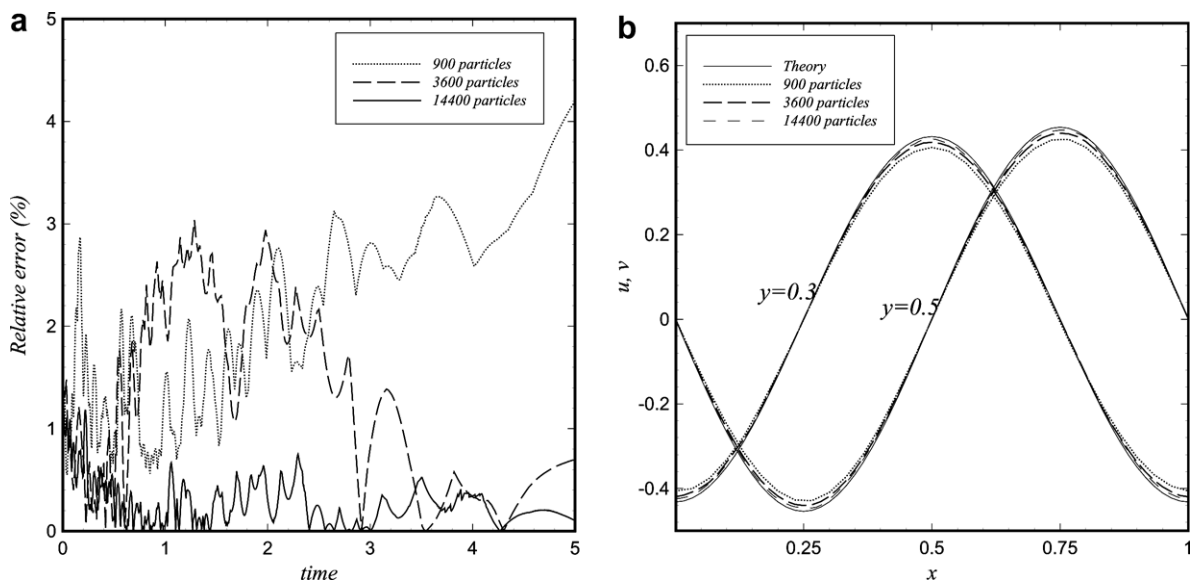 a
5
4
3
2
1
0
Relative error (%)
900 particles
3600 particles
14400 particles
0
1
2
3
4
5
time
b
0.6
0.4
0.2
0
-0.2
-0.4
u, v
Theory
900 particles
3600 particles
14400 particles
y=0.3
y=0.5
0.25
0.5
0.75
1
x